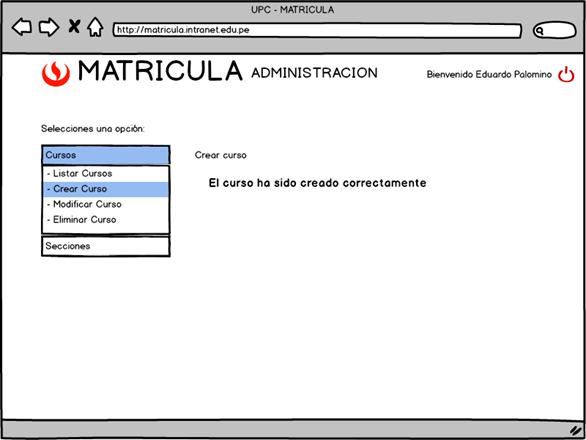 UPC - MATRICULA
http://matricula.intranet.edu.pe
MATRICULA ADMINISTRACION
Bienvenido Eduardo Palomino
Selecciones una opción:
Cursos
- Listar Cursos
- Crear Curso
- Modificar Curso
- Eliminar Curso
Secciones
Crear curso
El curso ha sido creado correctamente